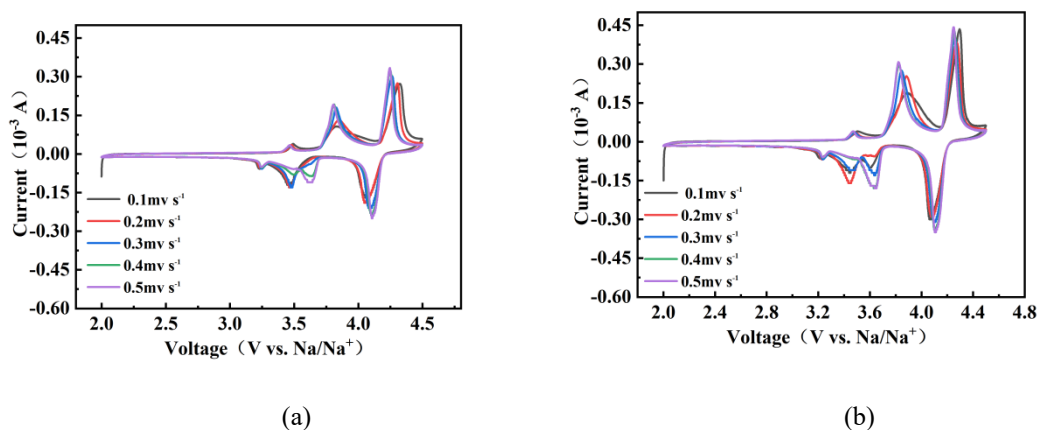 0.45
0.30
0.15
0.00
-0.15
-0.30
-0.45
-0.60
Current（10⁻³ A）
0.1mv s⁻¹
0.2mv s⁻¹
0.3mv s⁻¹
0.4mv s⁻¹
0.5mv s⁻¹
2.0 2.5 3.0 3.5 4.0 4.5
Voltage（V vs. Na/Na⁺）
(a)
0.45
0.30
0.15
0.00
-0.15
-0.30
-0.45
-0.60
Current（10⁻³ A）
0.1mv s⁻¹
0.2mv s⁻¹
0.3mv s⁻¹
0.4mv s⁻¹
0.5mv s⁻¹
2.0 2.4 2.8 3.2 3.6 4.0 4.4 4.8
Voltage（V vs. Na/Na⁺）
(b)